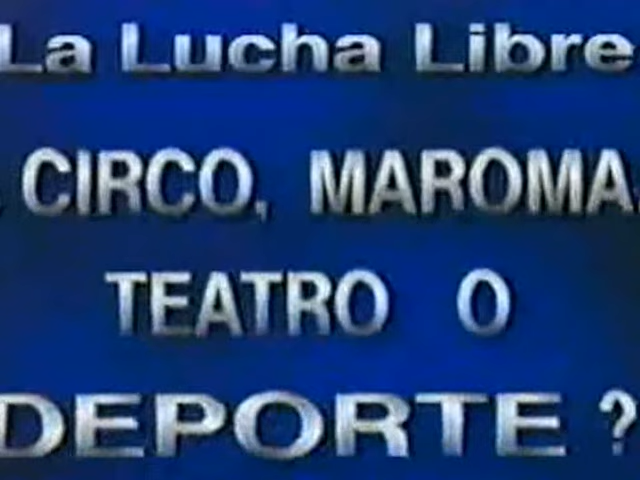 La Lucha Libre
CIRCO, MAROMA,
TEATRO O
DEPORTE ?